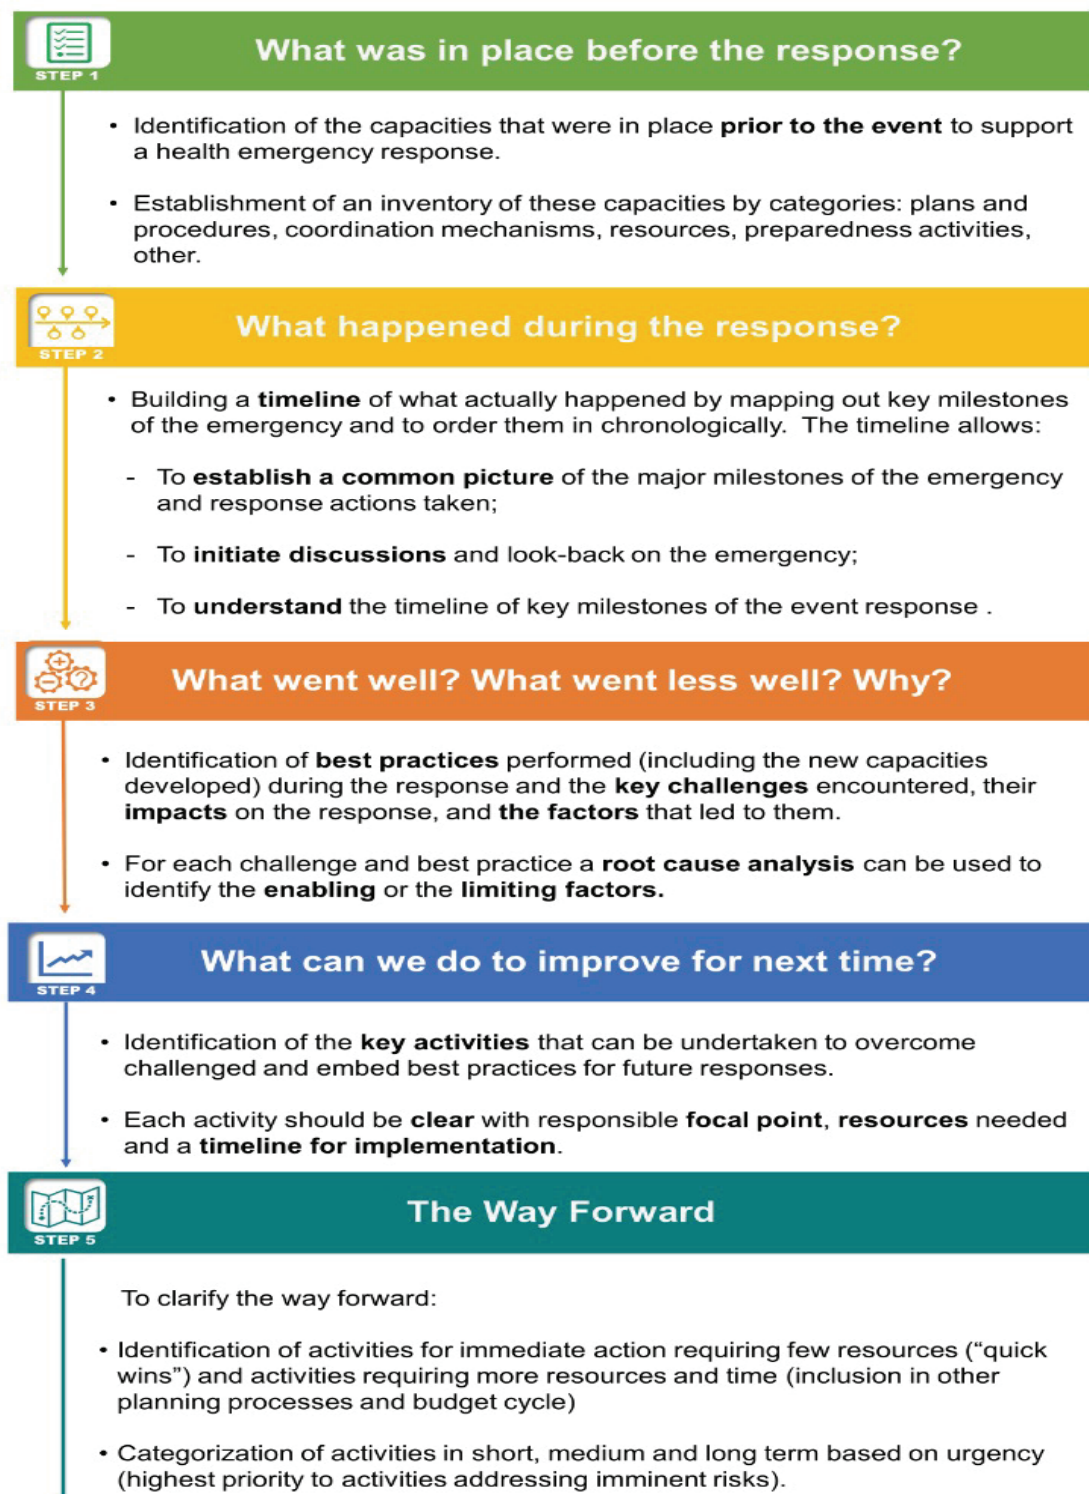 STEP 1
What was in place before the response?
• Identification of the capacities that were in place prior to the event to support
a health emergency response.
• Establishment of an inventory of these capacities by categories: plans and
procedures, coordination mechanisms, resources, preparedness activities,
other.
STEP 2
What happened during the response?
• Building a timeline of what actually happened by mapping out key milestones
of the emergency and to order them in chronologically. The timeline allows:
- To establish a common picture of the major milestones of the emergency
and response actions taken;
- To initiate discussions and look-back on the emergency;
- To understand the timeline of key milestones of the event response .
STEP 3
What went well? What went less well? Why?
• Identification of best practices performed (including the new capacities
developed) during the response and the key challenges encountered, their
impacts on the response, and the factors that led to them.
• For each challenge and best practice a root cause analysis can be used to
identify the enabling or the limiting factors.
STEP 4
What can we do to improve for next time?
• Identification of the key activities that can be undertaken to overcome
challenged and embed best practices for future responses.
• Each activity should be clear with responsible focal point, resources needed
and a timeline for implementation.
STEP 5
The Way Forward
To clarify the way forward:
• Identification of activities for immediate action requiring few resources (“quick
wins”) and activities requiring more resources and time (inclusion in other
planning processes and budget cycle)
• Categorization of activities in short, medium and long term based on urgency
(highest priority to activities addressing imminent risks).